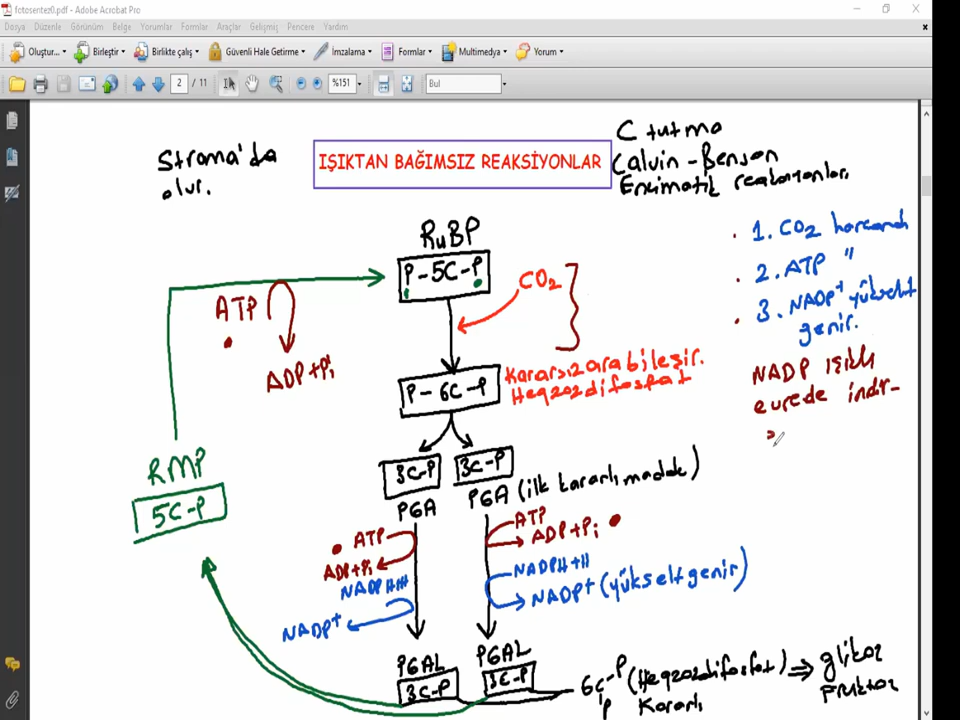 fotosentez0.pdf - Adobe Acrobat Pro
Dosya Düzenle Görünüm Belge Yorumlar Formlar Araçlar Gelişmiş Pencere Yardım
Oluştur... Birleştir Birlikte çalış Güvenli Hale Getirme İmzalama Formlar Multimedya Yorum
2 / 11 %151 Bul
Stroma'da
olur.
IŞIKTAN BAĞIMSIZ REAKSİYONLAR
C tutma
Calvin-Benson
Enzimatik reaksiyonlar.
RuBP
P-5C-P
CO2
ATP
ADP+Pi
P-6C-P
Kararsız ara bileşir.
Heqzozdifosfat
1. CO2 harcandı
2. ATP "
3. NADP+ yükselt
genir.
NADP ışıklı
evrede indir-
RMP
5C-P
3C-P 3C-P
PGA PGA (ilk kararlı madde)
ATP
ADP+Pi
NADPH+H
NADP+
ATP
ADP+Pi
NADPH+H
NADP+ (yükseltgenir)
PGAL PGAL
3C-P 3C-P
6C-P (Heqzozdifosfat) ⇒ glikoz
P Kararlı Fruktoz